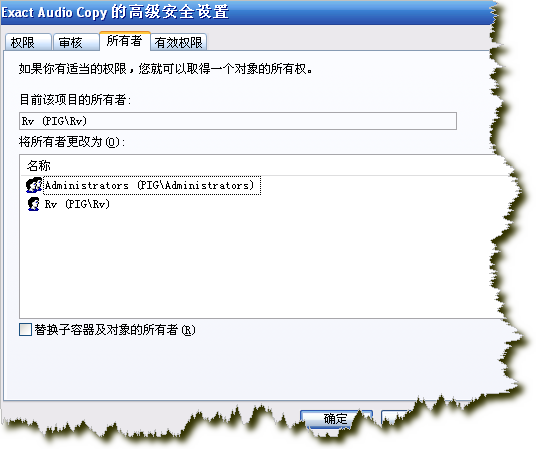 Exact Audio Copy 的高级安全设置
权限 审核 所有者 有效权限
如果你有适当的权限，您就可以取得一个对象的所有权。
目前该项目的所有者:
Rv (PIG\Rv)
将所有者更改为(O):
名称
Administrators (PIG\Administrators)
Rv (PIG\Rv)
替换子容器及对象的所有者(R)
确定